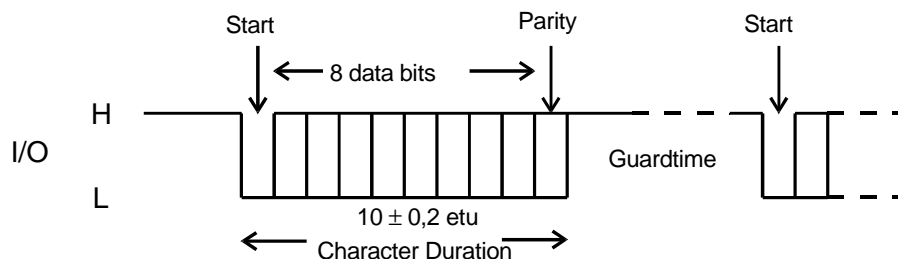 Start
Parity
Start
8 data bits
H
I/O
Guardtime
L
10 ± 0,2 etu
Character Duration